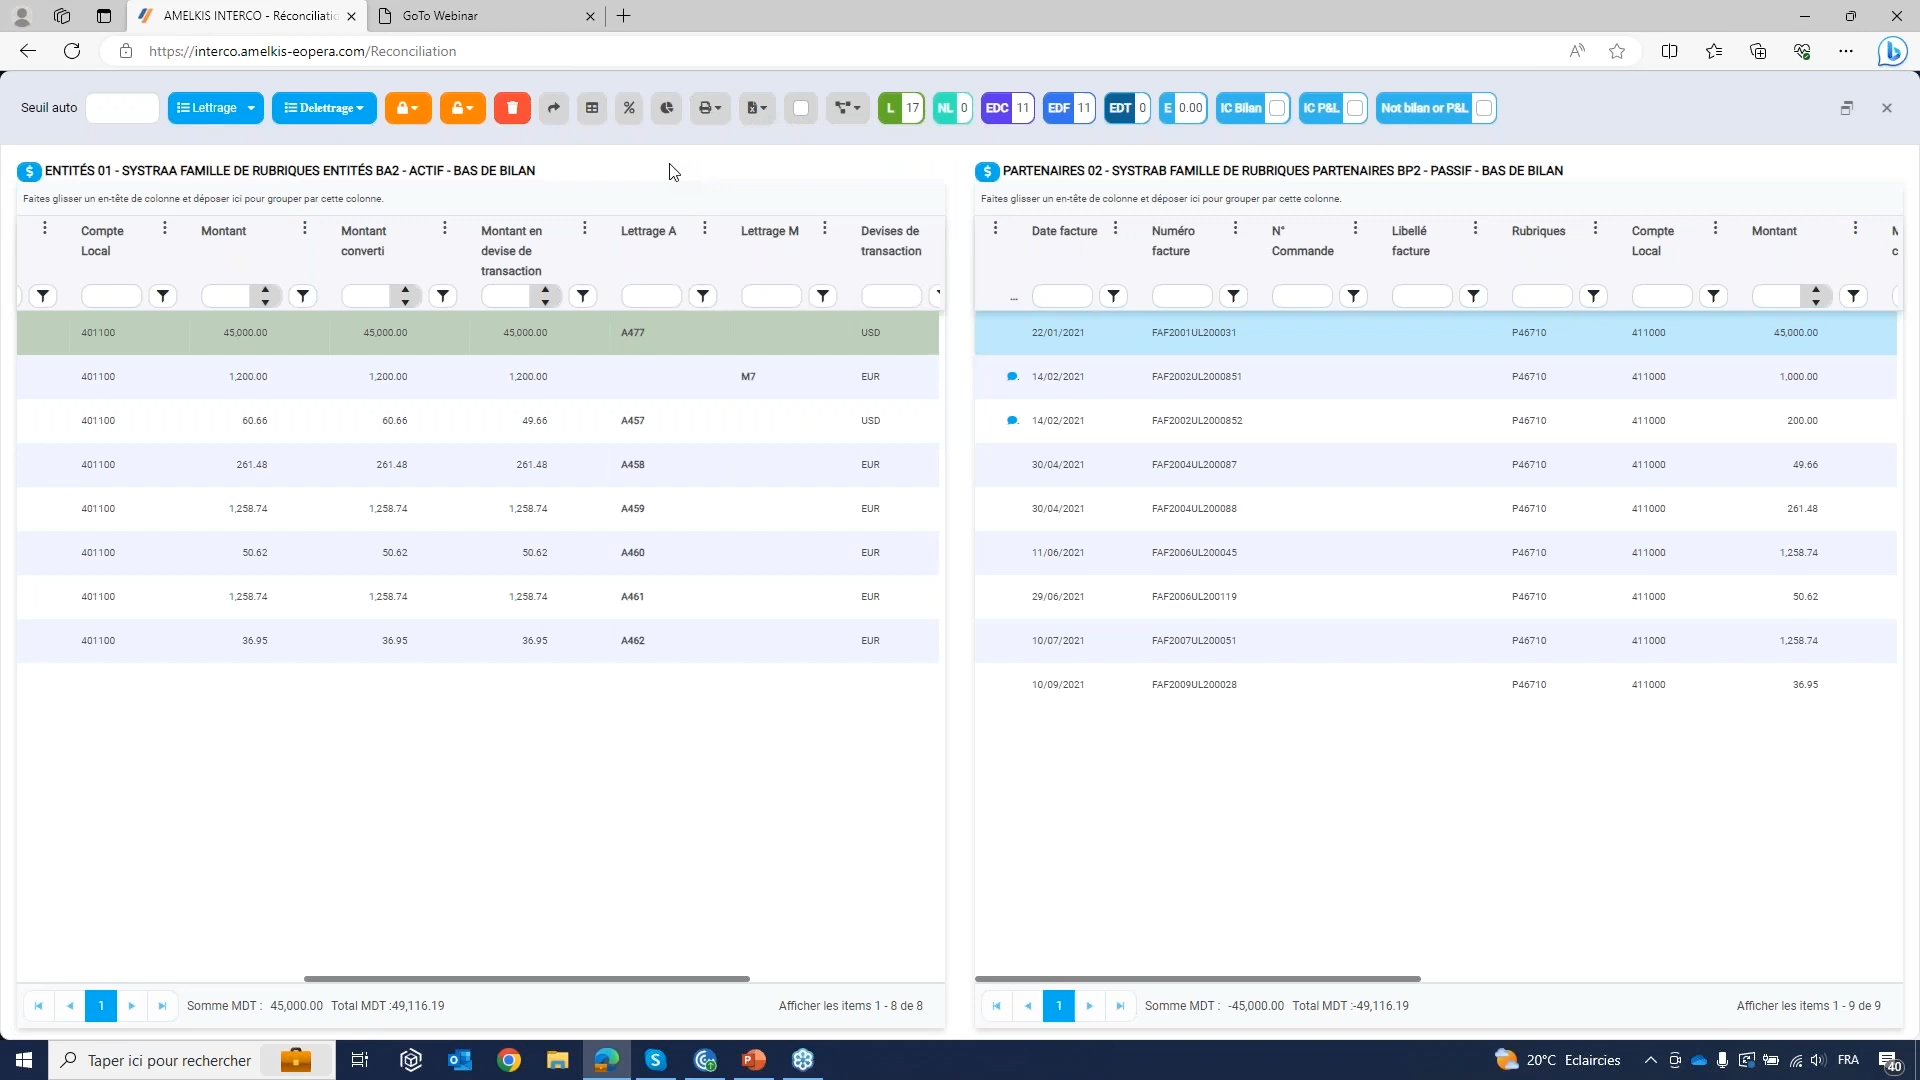 AMELKIS INTERCO - Réconciliatio
GoTo Webinar
https://interco.amelkis-eopera.com/Reconciliation
Seuil auto Lettrage Delettrage L 17 NL 0 EDC 11 EDF 11 EDT 0 E 0.00 IC Bilan IC P&L Not bilan or P&L
$ ENTITÉS 01 - SYSTRAA FAMILLE DE RUBRIQUES ENTITÉS BA2 - ACTIF - BAS DE BILAN
Faites glisser un en-tête de colonne et déposer ici pour grouper par cette colonne.
Compte Local Montant Montant converti Montant en devise de transaction Lettrage A Lettrage M Devises de transaction
401100 45,000.00 45,000.00 45,000.00 A477 USD
401100 1,200.00 1,200.00 1,200.00 M7 EUR
401100 60.66 60.66 49.66 A457 USD
401100 261.48 261.48 261.48 A458 EUR
401100 1,258.74 1,258.74 1,258.74 A459 EUR
401100 50.62 50.62 50.62 A460 EUR
401100 1,258.74 1,258.74 1,258.74 A461 EUR
401100 36.95 36.95 36.95 A462 EUR
1 Somme MDT : 45,000.00 Total MDT :49,116.19 Afficher les items 1 - 8 de 8
$ PARTENAIRES 02 - SYSTRAB FAMILLE DE RUBRIQUES PARTENAIRES BP2 - PASSIF - BAS DE BILAN
Faites glisser un en-tête de colonne et déposer ici pour grouper par cette colonne.
Date facture Numéro facture N° Commande Libellé facture Rubriques Compte Local Montant
...
22/01/2021 FAF2001UL200031 P46710 411000 45,000.00
14/02/2021 FAF2002UL2000851 P46710 411000 1,000.00
14/02/2021 FAF2002UL2000852 P46710 411000 200.00
30/04/2021 FAF2004UL200087 P46710 411000 49.66
30/04/2021 FAF2004UL200088 P46710 411000 261.48
11/06/2021 FAF2006UL200045 P46710 411000 1,258.74
29/06/2021 FAF2006UL200119 P46710 411000 50.62
10/07/2021 FAF2007UL200051 P46710 411000 1,258.74
10/09/2021 FAF2009UL200028 P46710 411000 36.95
1 Somme MDT : -45,000.00 Total MDT :-49,116.19 Afficher les items 1 - 9 de 9
Taper ici pour rechercher 20°C Eclaircies FRA 40